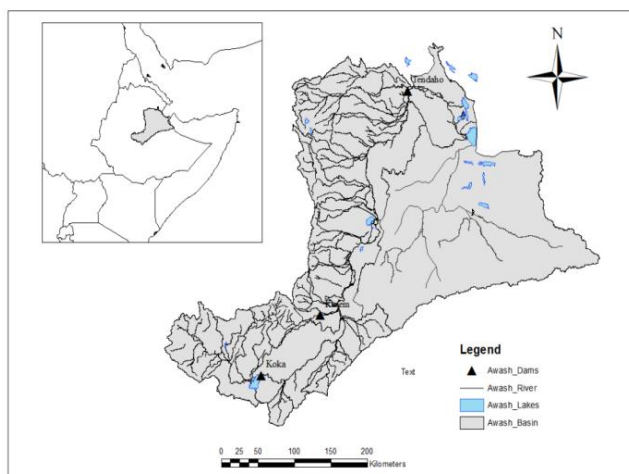 N
Tendaho
Koka
Text
Legend
Awash_Dams
Awash_River
Awash_Lakes
Awash_Basin
0 25 50 100 150 200
Kilometers